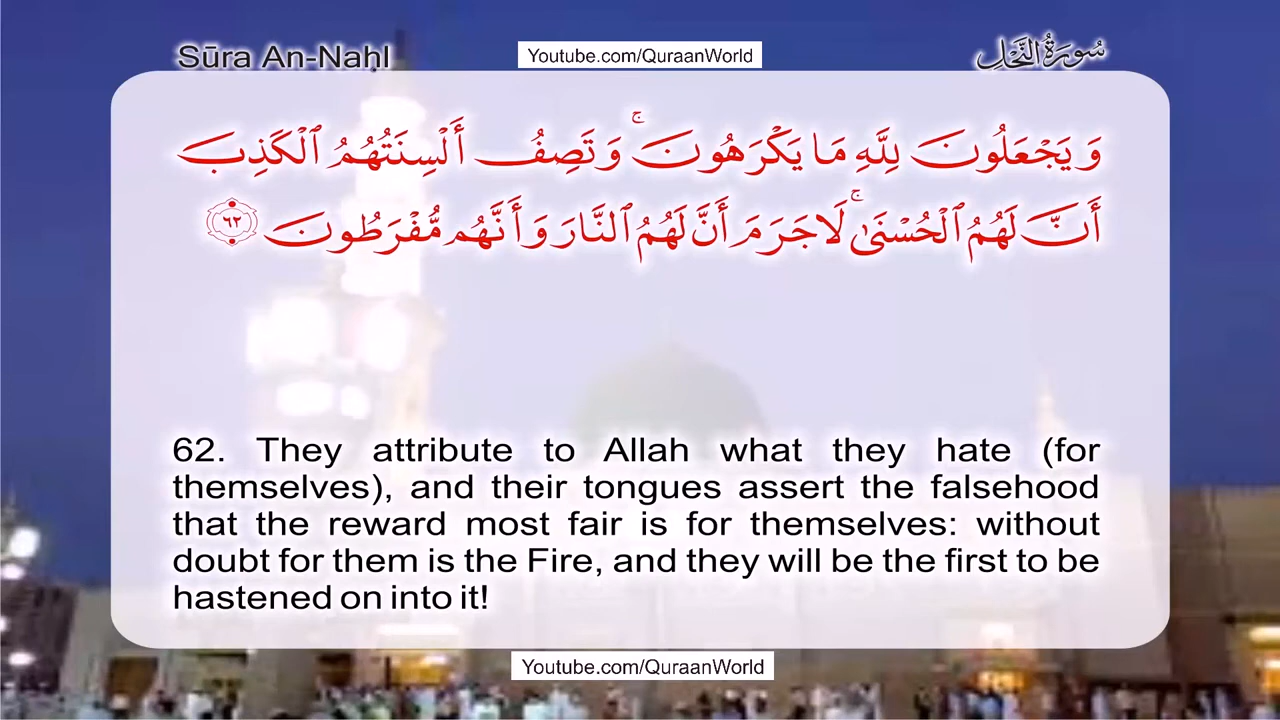 Sūra An-Naḥl
Youtube.com/QuraanWorld
سُورَةُ النَّحْلِ
وَيَجْعَلُونَ لِلَّهِ مَا يَكْرَهُونَ ۚ وَتَصِفُ أَلْسِنَتُهُمُ ٱلْكَذِبَ
أَنَّ لَهُمُ ٱلْحُسْنَىٰ ۚ لَا جَرَمَ أَنَّ لَهُمُ ٱلنَّارَ وَأَنَّهُم مُّفْرَطُونَ ٦٢
62. They attribute to Allah what they hate (for
themselves), and their tongues assert the falsehood
that the reward most fair is for themselves: without
doubt for them is the Fire, and they will be the first to be
hastened on into it!
Youtube.com/QuraanWorld